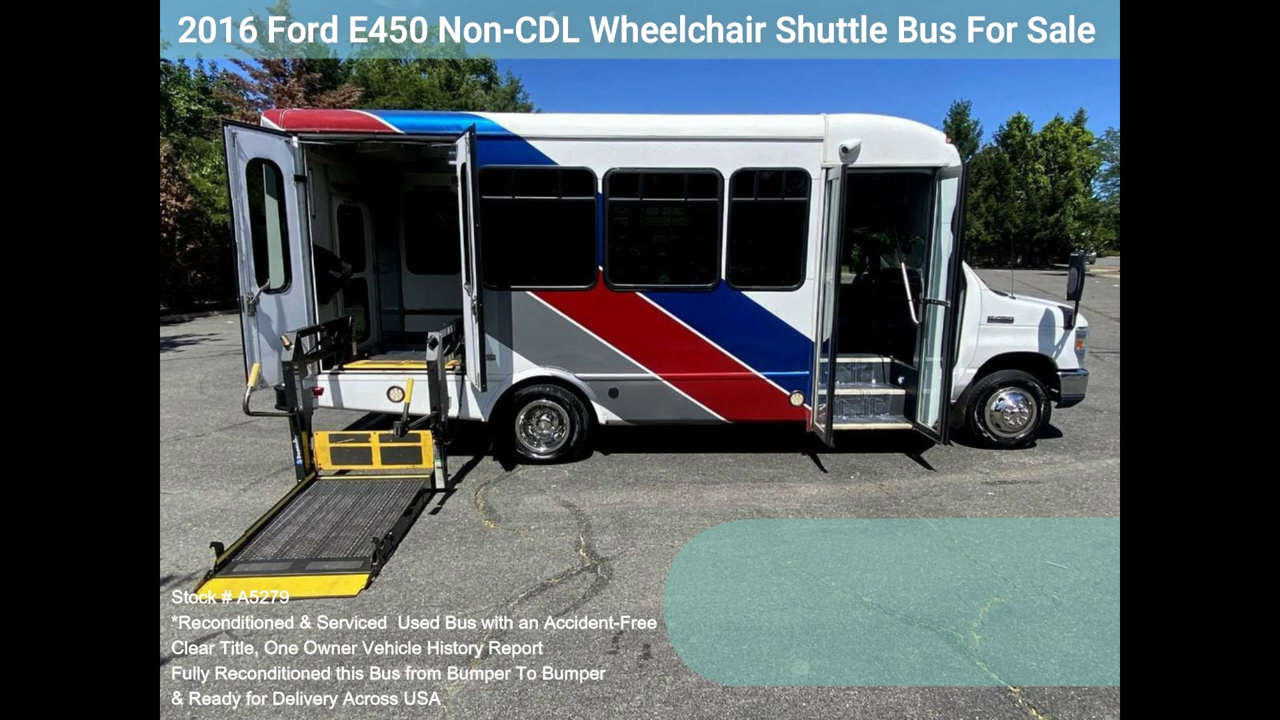 2016 Ford E450 Non-CDL Wheelchair Shuttle Bus For Sale
Stock # A5279
*Reconditioned & Serviced  Used Bus with an Accident-Free
Clear Title, One Owner Vehicle History Report
Fully Reconditioned this Bus from Bumper To Bumper
& Ready for Delivery Across USA